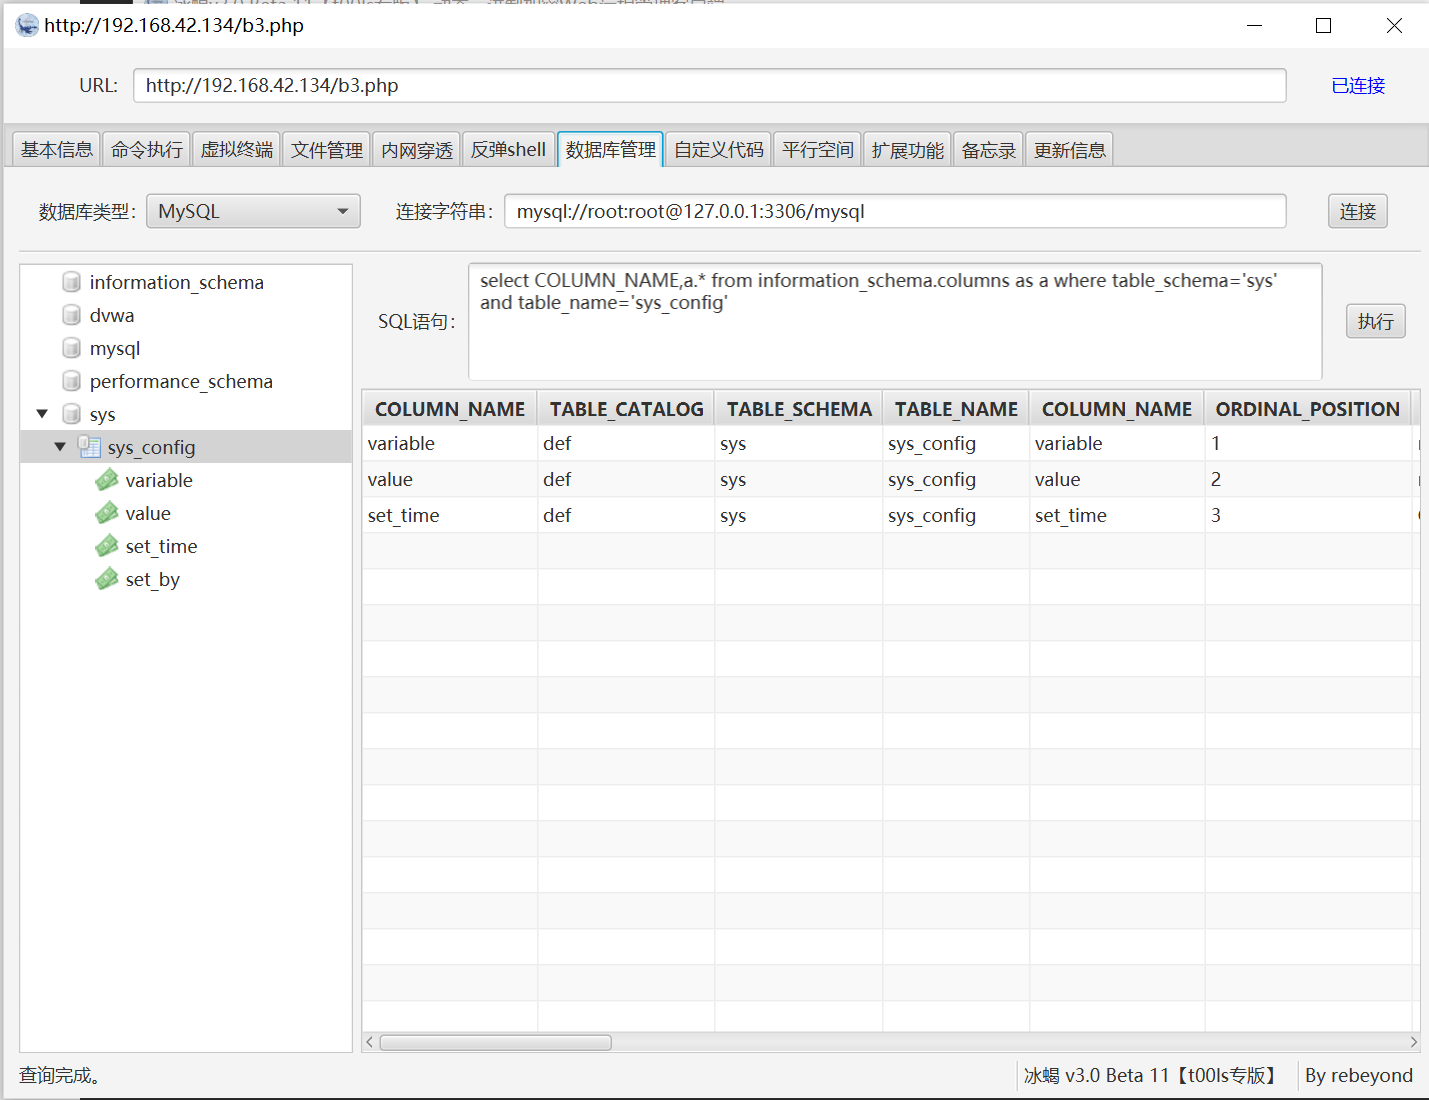 http://192.168.42.134/b3.php
URL: http://192.168.42.134/b3.php 已连接
基本信息 命令执行 虚拟终端 文件管理 内网穿透 反弹shell 数据库管理 自定义代码 平行空间 扩展功能 备忘录 更新信息
数据库类型: MySQL 连接字符串: mysql://root:root@127.0.0.1:3306/mysql 连接
information_schema
dvwa
mysql
performance_schema
sys
sys_config
variable
value
set_time
set_by
SQL语句:
select COLUMN_NAME,a.* from information_schema.columns as a where table_schema='sys'
and table_name='sys_config'
执行
COLUMN_NAME TABLE_CATALOG TABLE_SCHEMA TABLE_NAME COLUMN_NAME ORDINAL_POSITION
variable def sys sys_config variable 1
value def sys sys_config value 2
set_time def sys sys_config set_time 3
查询完成。
冰蝎 v3.0 Beta 11【t00ls专版】 By rebeyond